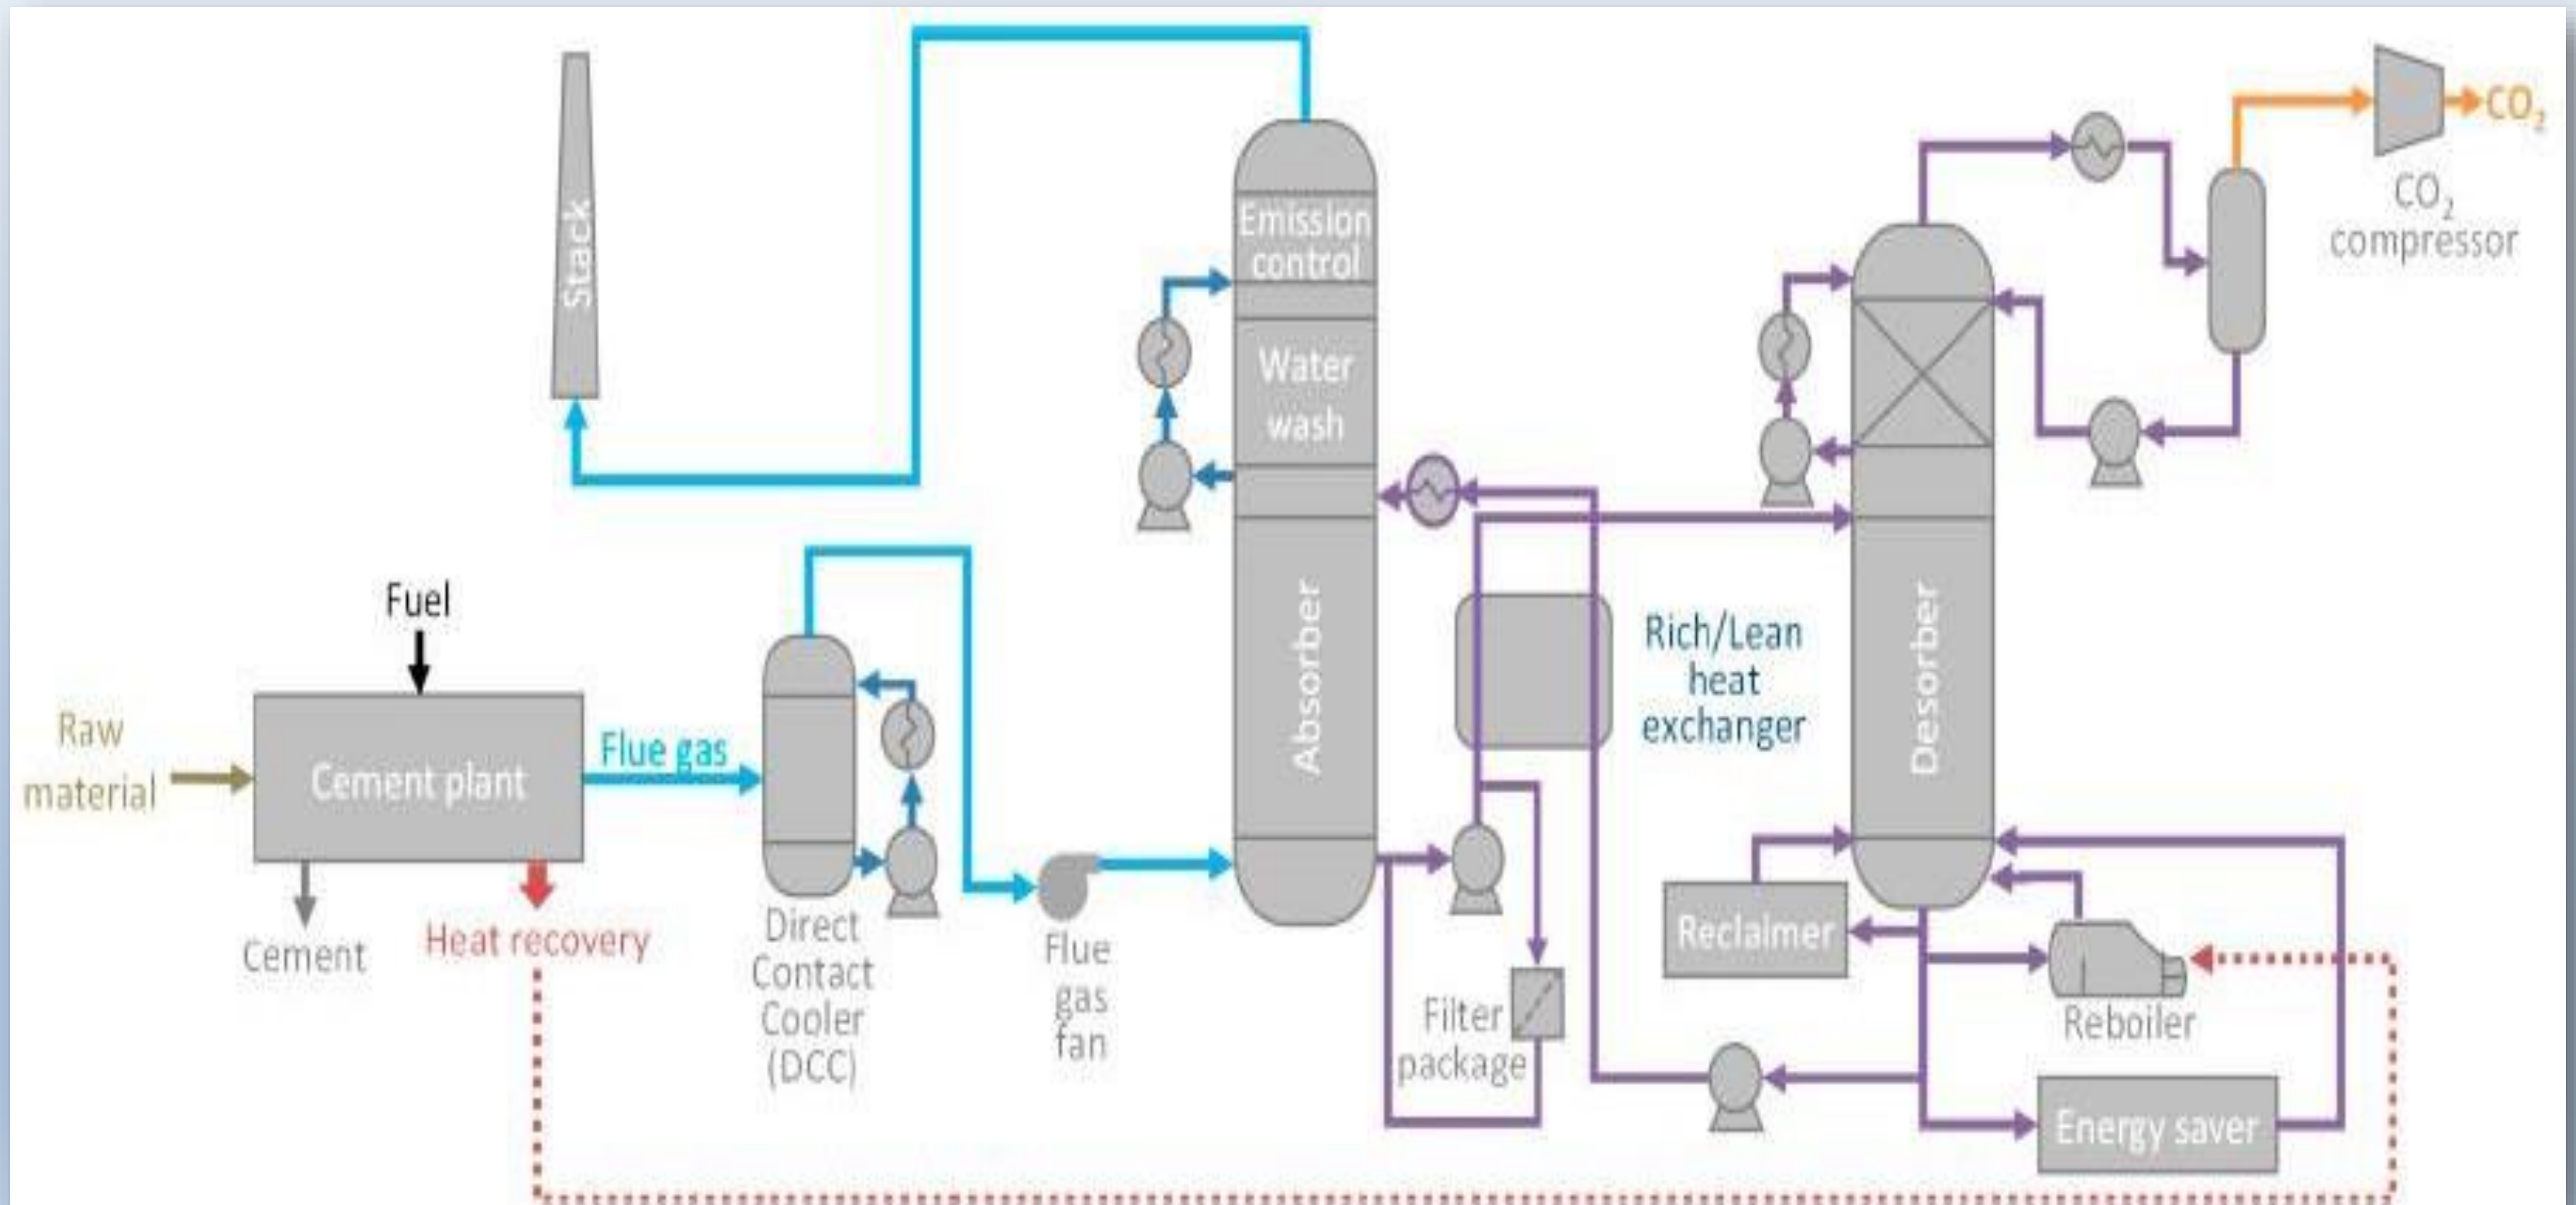 Stack
Emission
control
Water
wash
Absorber
CO2
CO2
compressor
Fuel
Raw
material
Cement plant
Flue gas
Cement
Heat recovery
Direct
Contact
Cooler
(DCC)
Flue
gas
fan
Rich/Lean
heat
exchanger
Desorber
Filter
package
Reclaimer
Reboiler
Energy saver